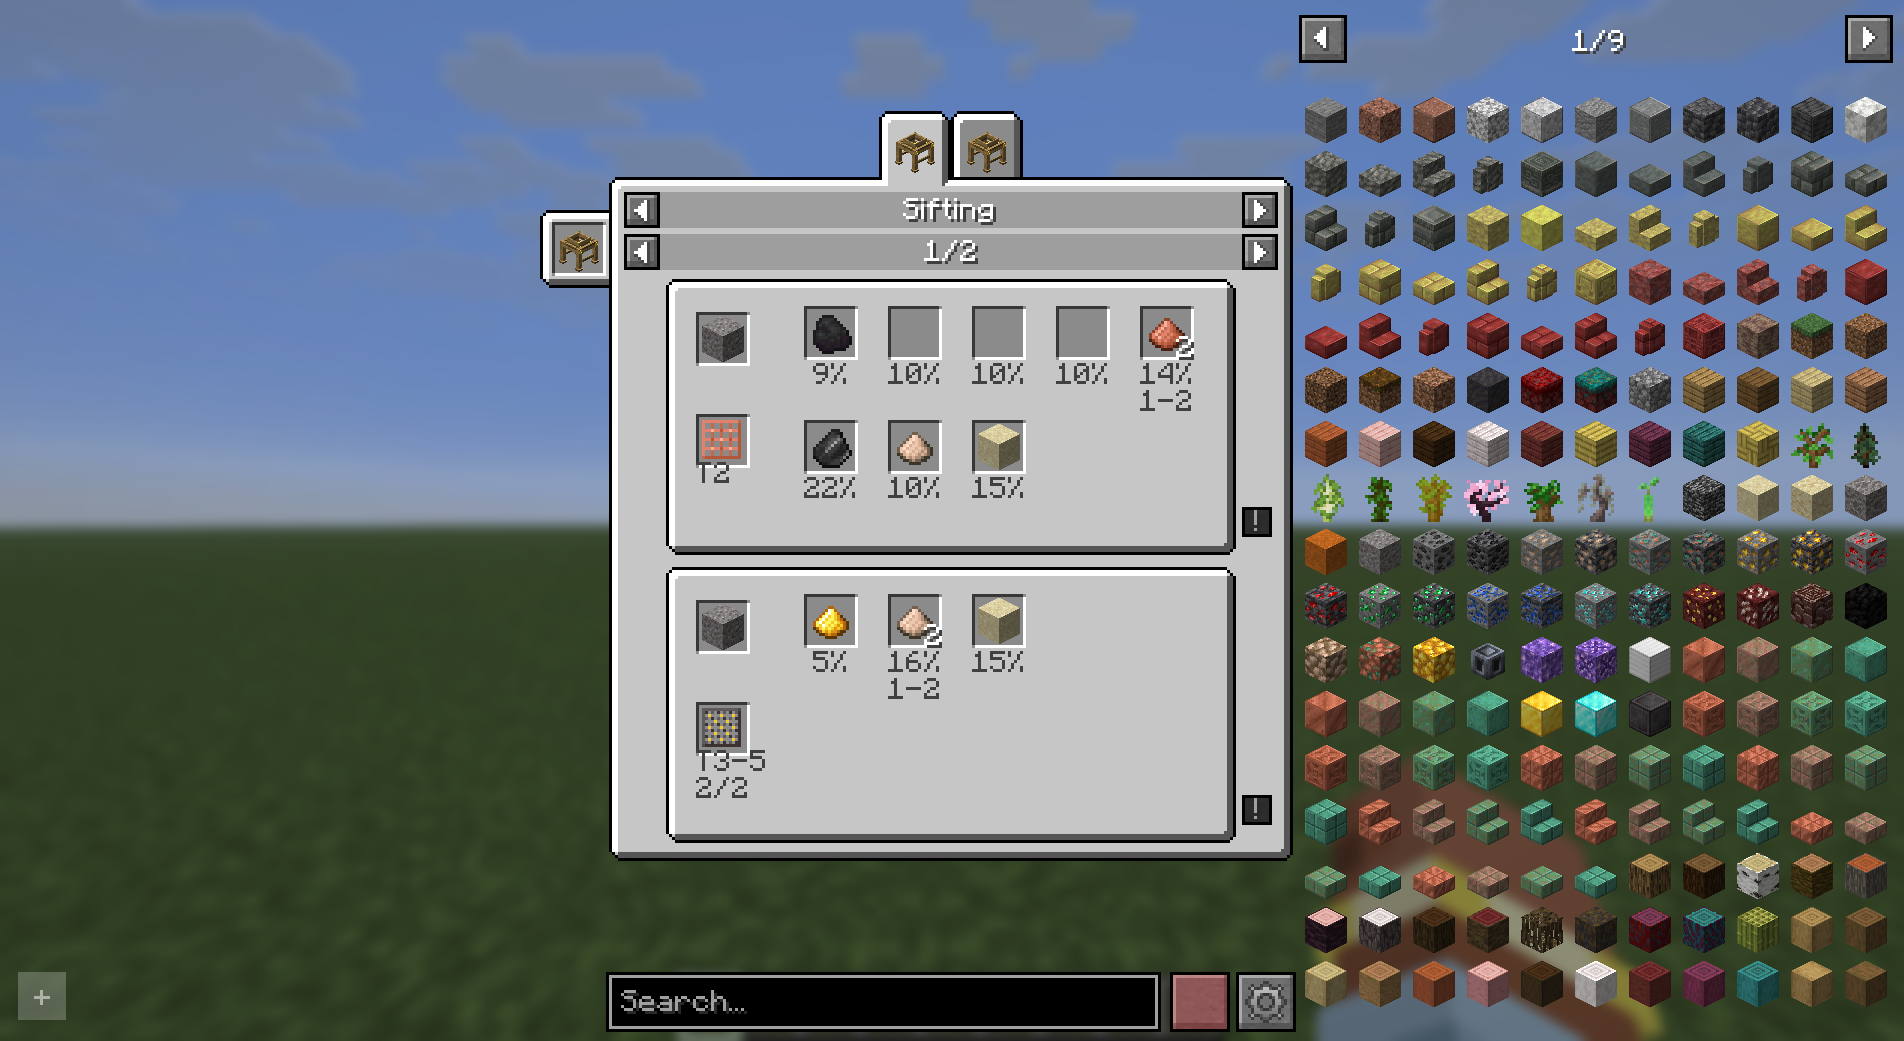 1/9
Sifting
1/2
9% 10% 10% 10% 2 14%
1-2
T2
22% 10% 15%
!
5% 2 16% 15%
1-2
T3-5
2/2
!
Search...
+